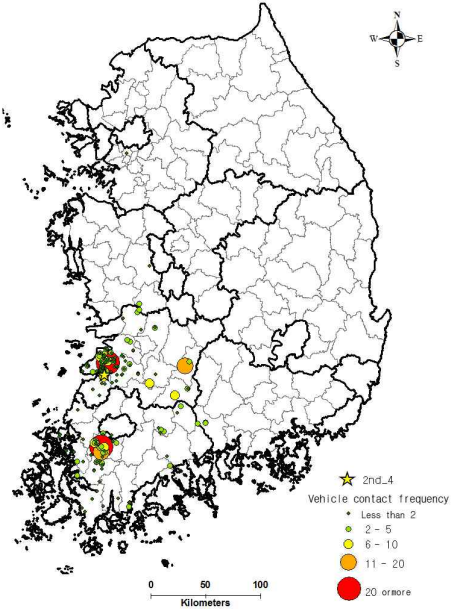 N
W E
S
2nd_4
Vehicle contact frequency
Less than 2
2 - 5
6 - 10
11 - 20
20 ormore
0 50 100
Kilometers